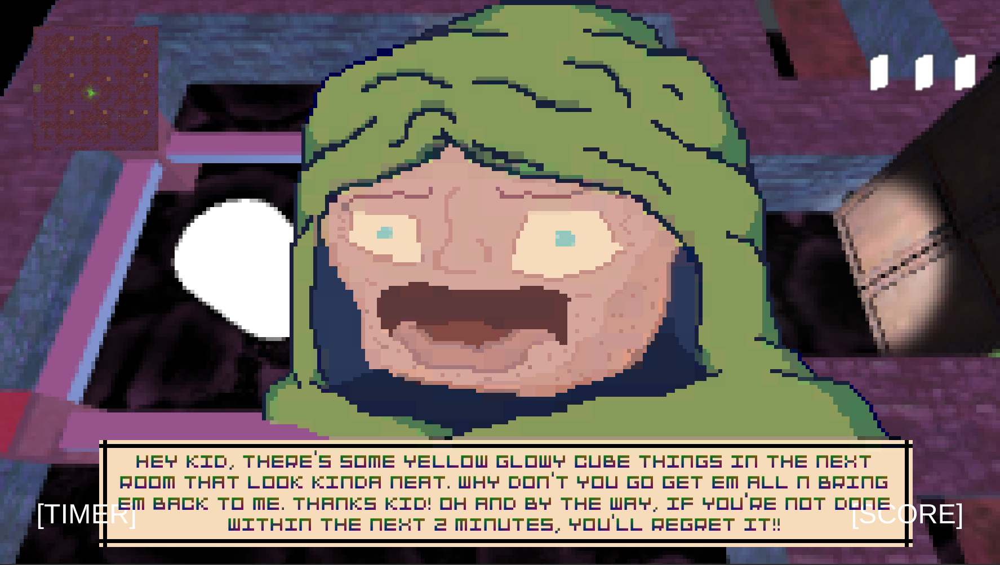 HEY KID, THERE'S SOME YELLOW GLOWY CUBE THINGS IN THE NEXT
ROOM THAT LOOK KINDA NEAT. WHY DON'T YOU GO GET EM ALL N BRING
EM BACK TO ME. THANKS KID! OH AND BY THE WAY, IF YOU'RE NOT DONE
WITHIN THE NEXT 2 MINUTES, YOU'LL REGRET IT!!
[TIMER]
[SCORE]